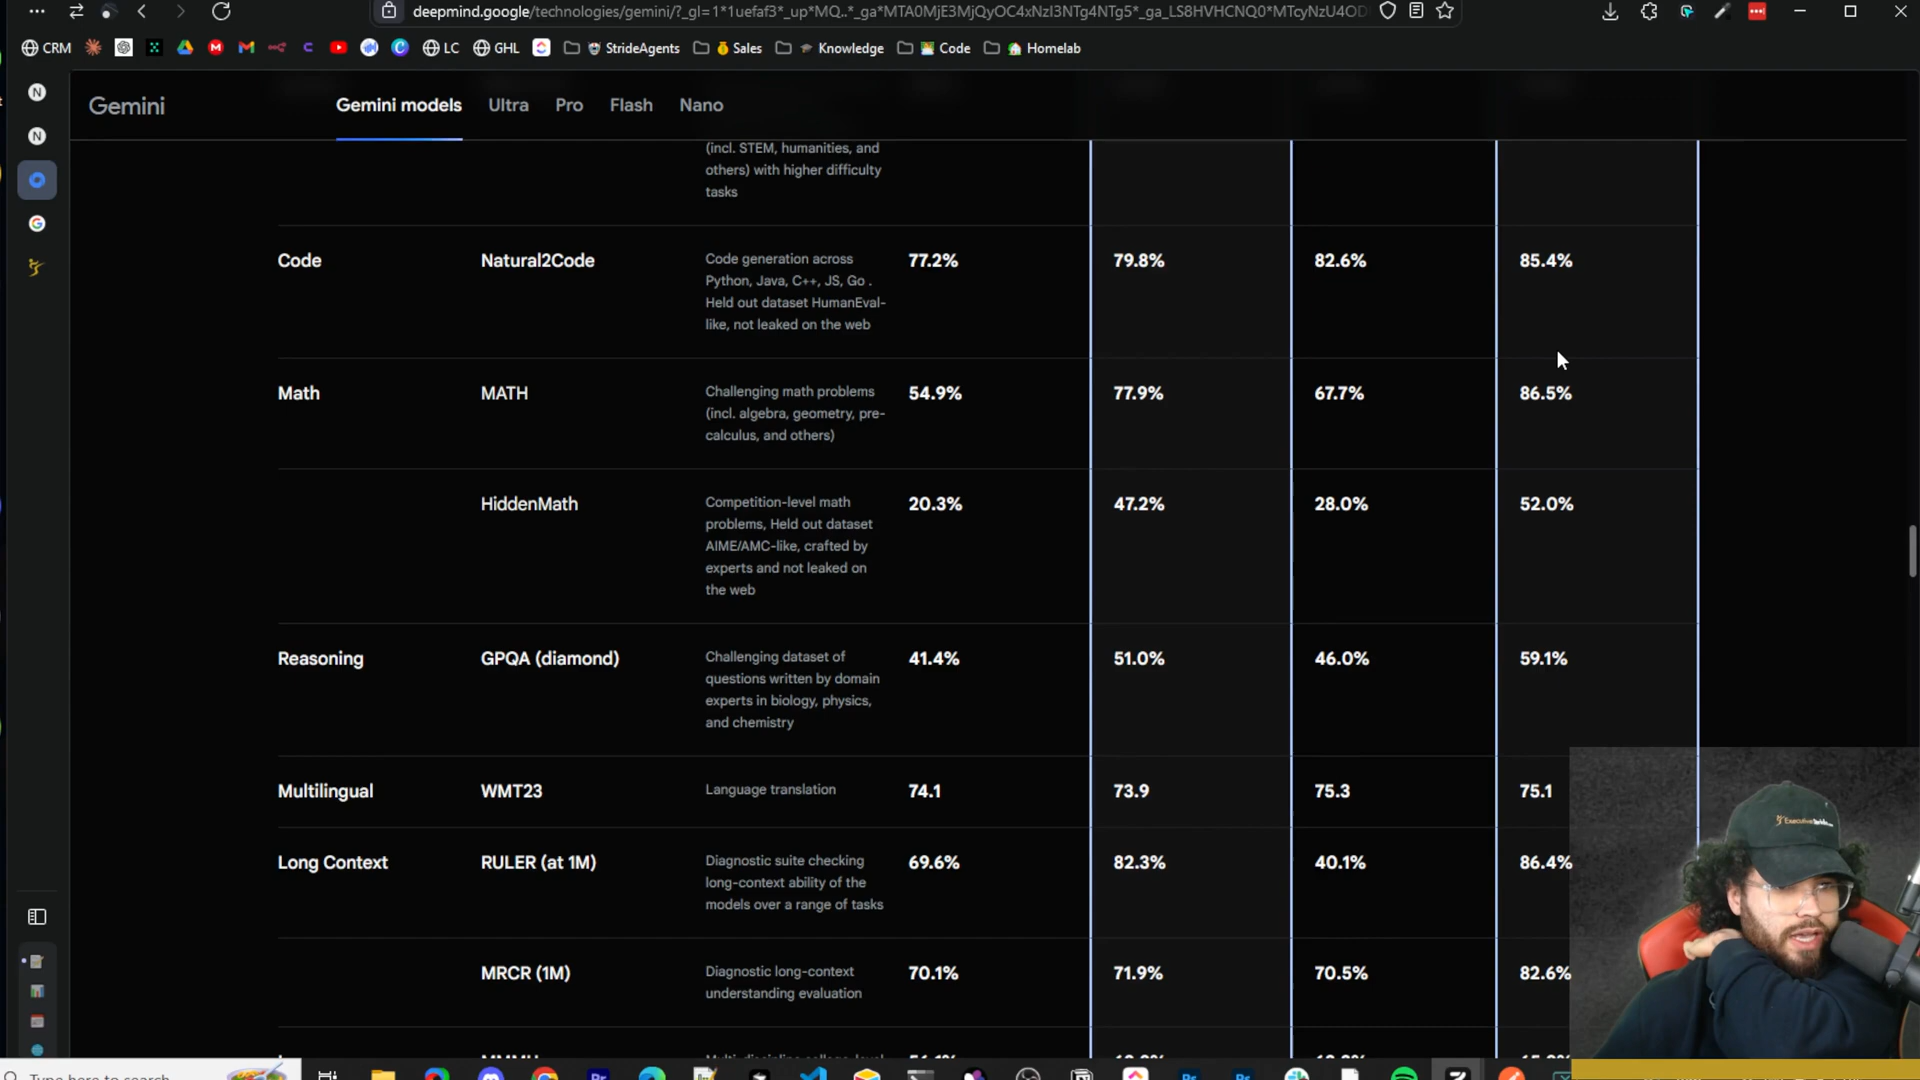 deepmind.google/technologies/gemini/?_gl=1*1uefaf3*_up*MQ..*_ga*MTA0MjE3MjQyOC4xNzI3NTg4NTg5*_ga_LS8HVHCNQ0*MTcyNzU4OD
CRM
LC
GHL
StrideAgents
Sales
Knowledge
Code
Homelab
Gemini
Gemini models
Ultra
Pro
Flash
Nano
(incl. STEM, humanities, and
others) with higher difficulty
tasks
Code
Natural2Code
Code generation across
Python, Java, C++, JS, Go .
Held out dataset HumanEval-
like, not leaked on the web
77.2%
79.8%
82.6%
85.4%
Math
MATH
Challenging math problems
(incl. algebra, geometry, pre-
calculus, and others)
54.9%
77.9%
67.7%
86.5%
HiddenMath
Competition-level math
problems, Held out dataset
AIME/AMC-like, crafted by
experts and not leaked on
the web
20.3%
47.2%
28.0%
52.0%
Reasoning
GPQA (diamond)
Challenging dataset of
questions written by domain
experts in biology, physics,
and chemistry
41.4%
51.0%
46.0%
59.1%
Multilingual
WMT23
Language translation
74.1
73.9
75.3
75.1
Long Context
RULER (at 1M)
Diagnostic suite checking
long-context ability of the
models over a range of tasks
69.6%
82.3%
40.1%
86.4%
MRCR (1M)
Diagnostic long-context
understanding evaluation
70.1%
71.9%
70.5%
82.6%
Type here to search